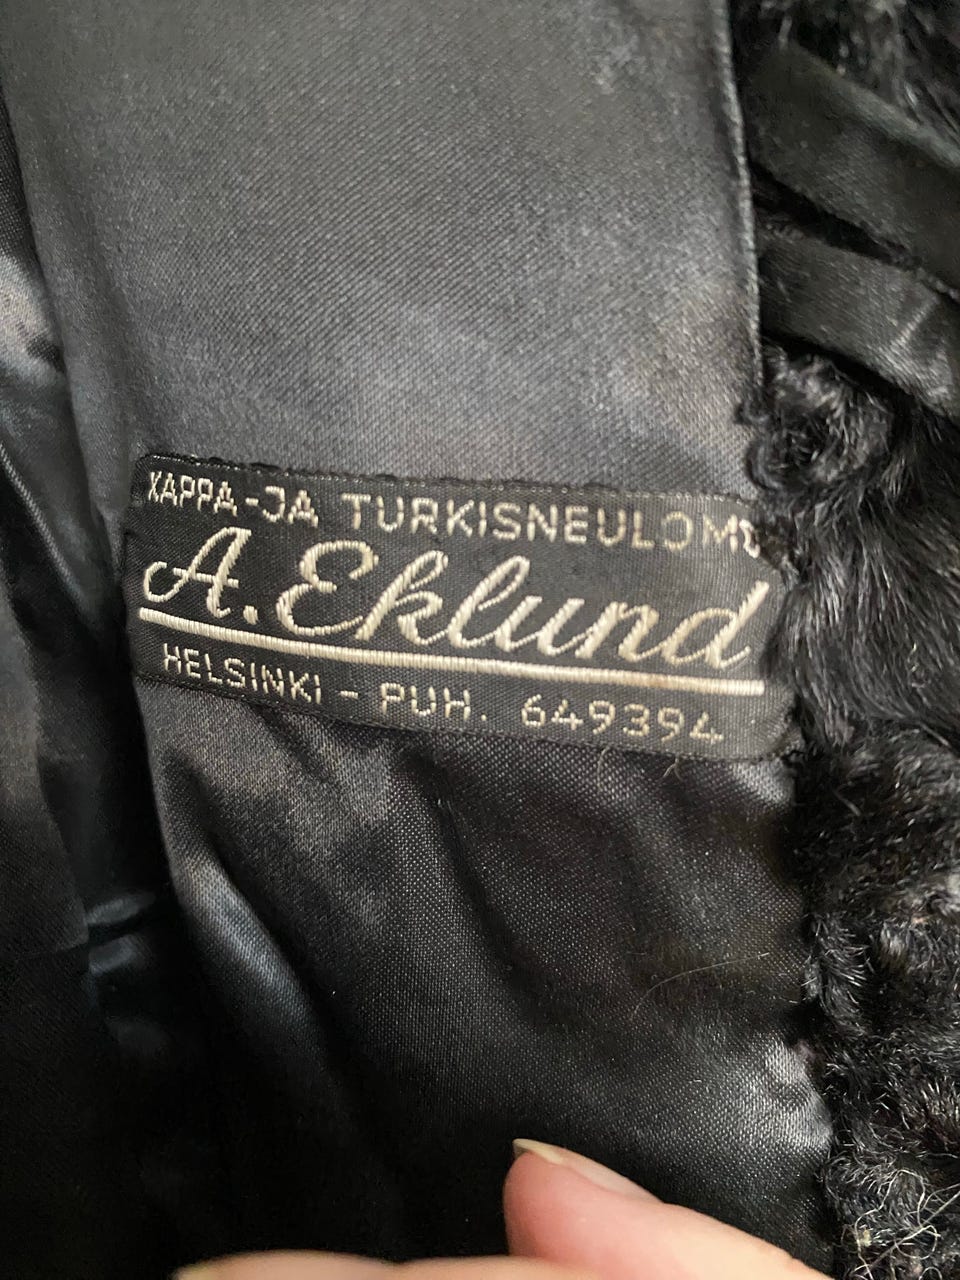 KAPPA-JA TURKISNEULOMO
A. Eklund
HELSINKI - PUH. 649394